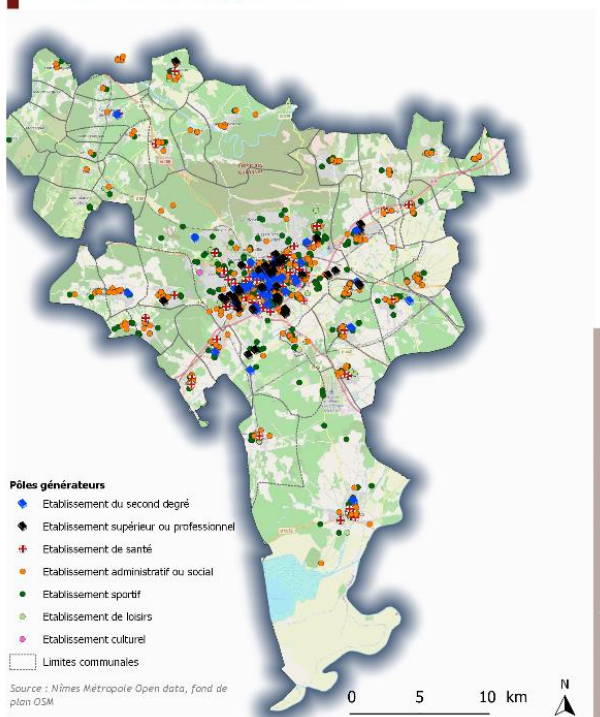 Pôles générateurs
Etablissement du second degré
Etablissement supérieur ou professionnel
Etablissement de santé
Etablissement administratif ou social
Etablissement sportif
Etablissement de loisirs
Etablissement culturel
Limites communales
Source : Nîmes Métropole Open data, fond de
plan OSM
0 5 10 km
N